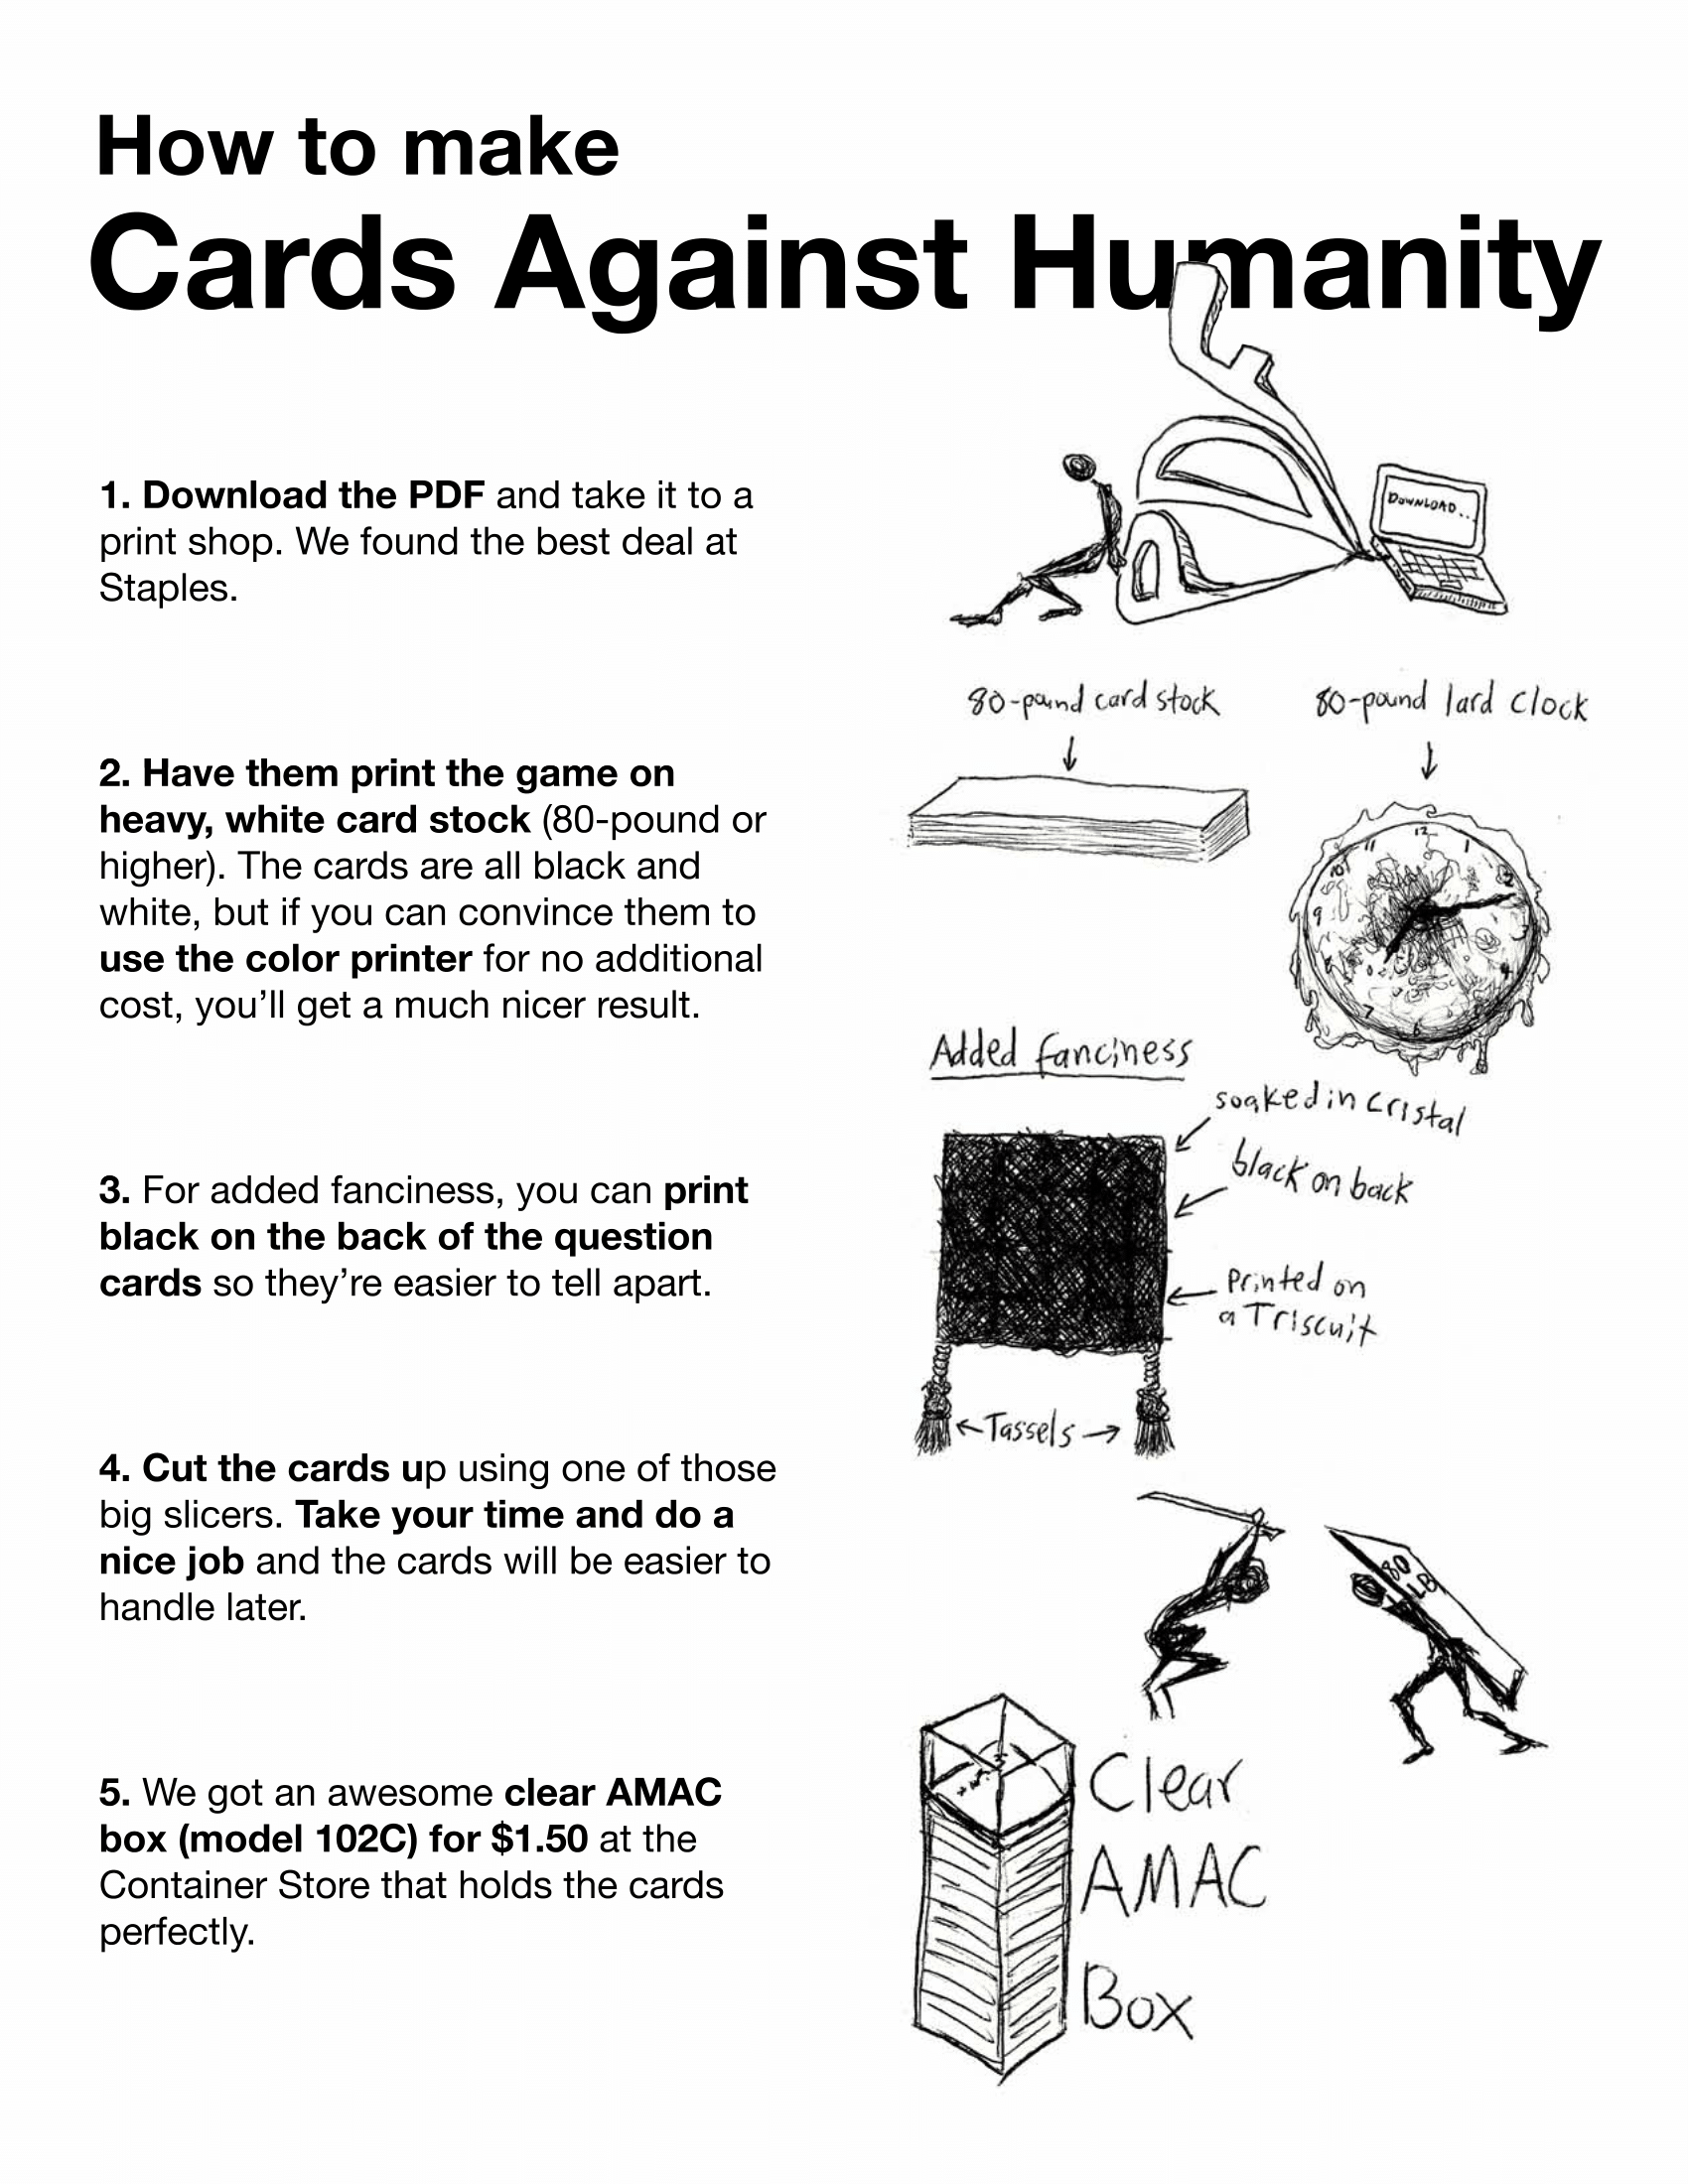 How to make
Cards Against Humanity
1. Download the PDF and take it to a
print shop. We found the best deal at
Staples.
DOWNLOAD...
80-pound card stock
80-pound lard clock
2. Have them print the game on
heavy, white card stock (80-pound or
higher). The cards are all black and
white, but if you can convince them to
use the color printer for no additional
cost, you’ll get a much nicer result.
12
1
2
3
4
5
6
7
8
9
10
11
Added fanciness
soaked in Cristal
black on back
Printed on
a Triscuit
Tassels
3. For added fanciness, you can print
black on the back of the question
cards so they’re easier to tell apart.
4. Cut the cards up using one of those
big slicers. Take your time and do a
nice job and the cards will be easier to
handle later.
80
LB
5. We got an awesome clear AMAC
box (model 102C) for $1.50 at the
Container Store that holds the cards
perfectly.
Clear
AMAC
Box